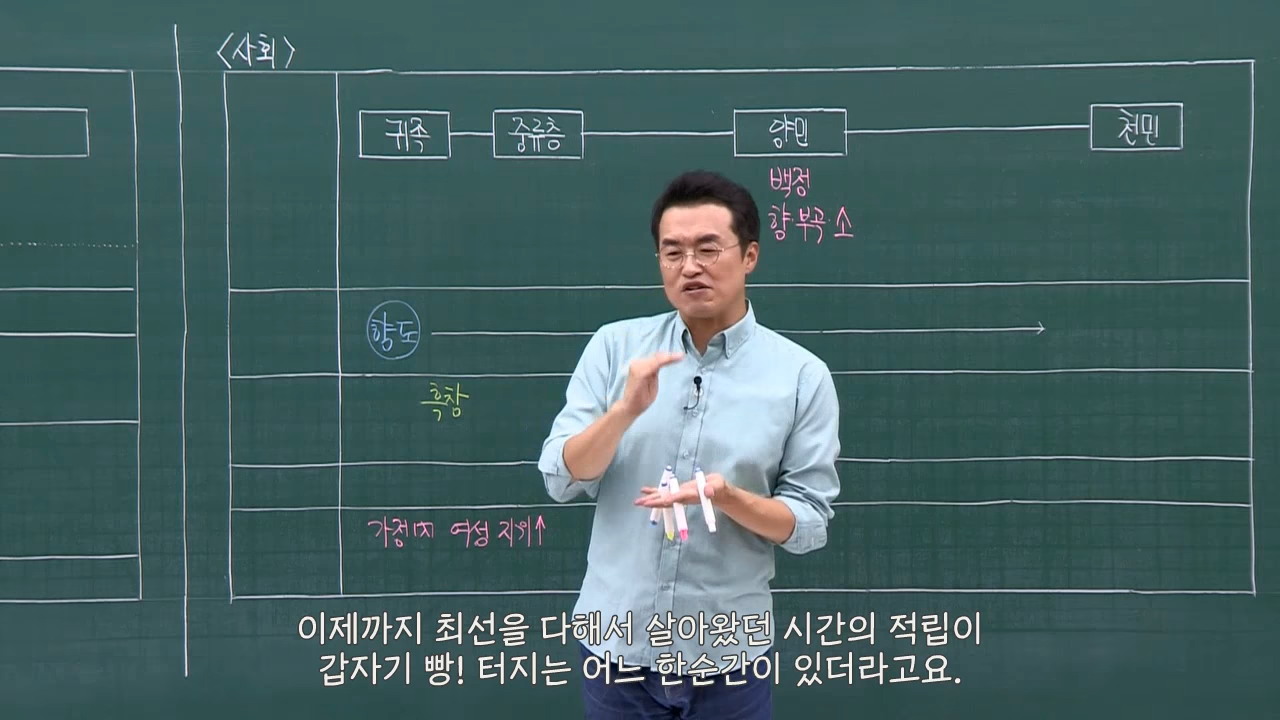 <사회>
귀족 중류층 양민 천민
백정
향·부곡·소
향도
흑창
가정내 여성 지위↑
이제까지 최선을 다해서 살아왔던 시간의 적립이
갑자기 빵! 터지는 어느 한순간이 있더라고요.